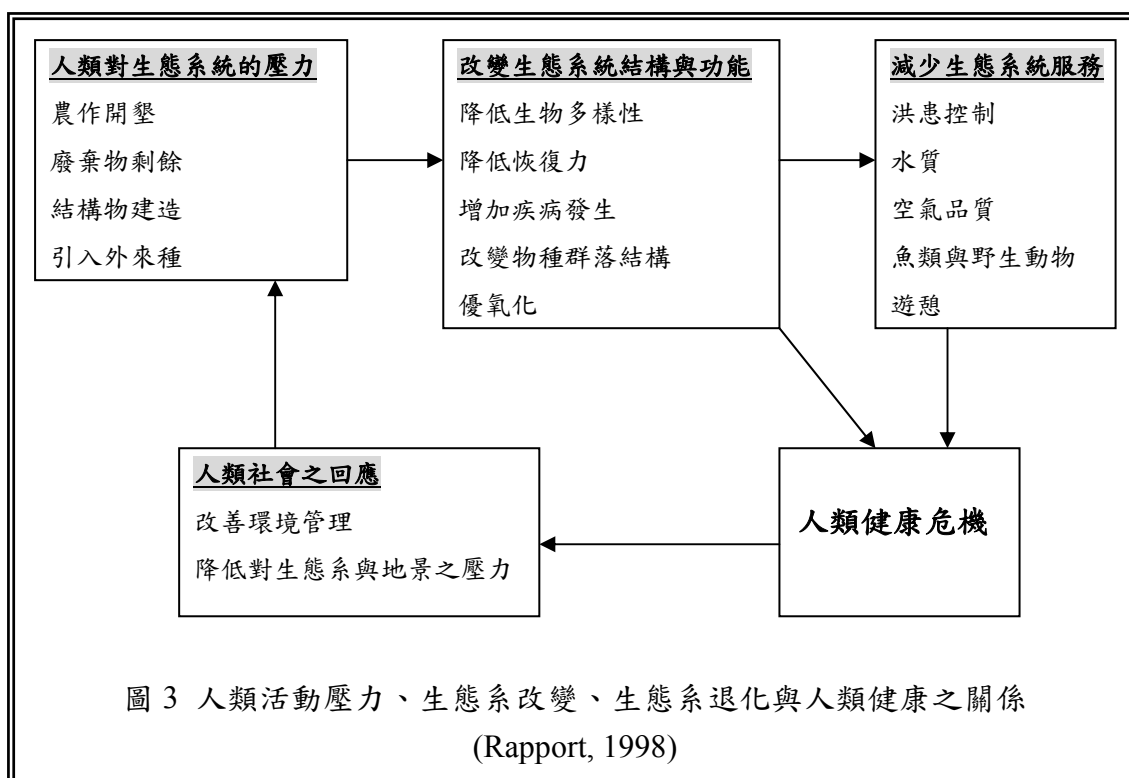 人類對生態系統的壓力
農作開墾
廢棄物剩餘
結構物建造
引入外來種
改變生態系統結構與功能
降低生物多樣性
降低恢復力
增加疾病發生
改變物種群落結構
優氧化
減少生態系統服務
洪患控制
水質
空氣品質
魚類與野生動物
遊憩
人類社會之回應
改善環境管理
降低對生態系與地景之壓力
人類健康危機
圖 3 人類活動壓力、生態系改變、生態系退化與人類健康之關係
(Rapport, 1998)